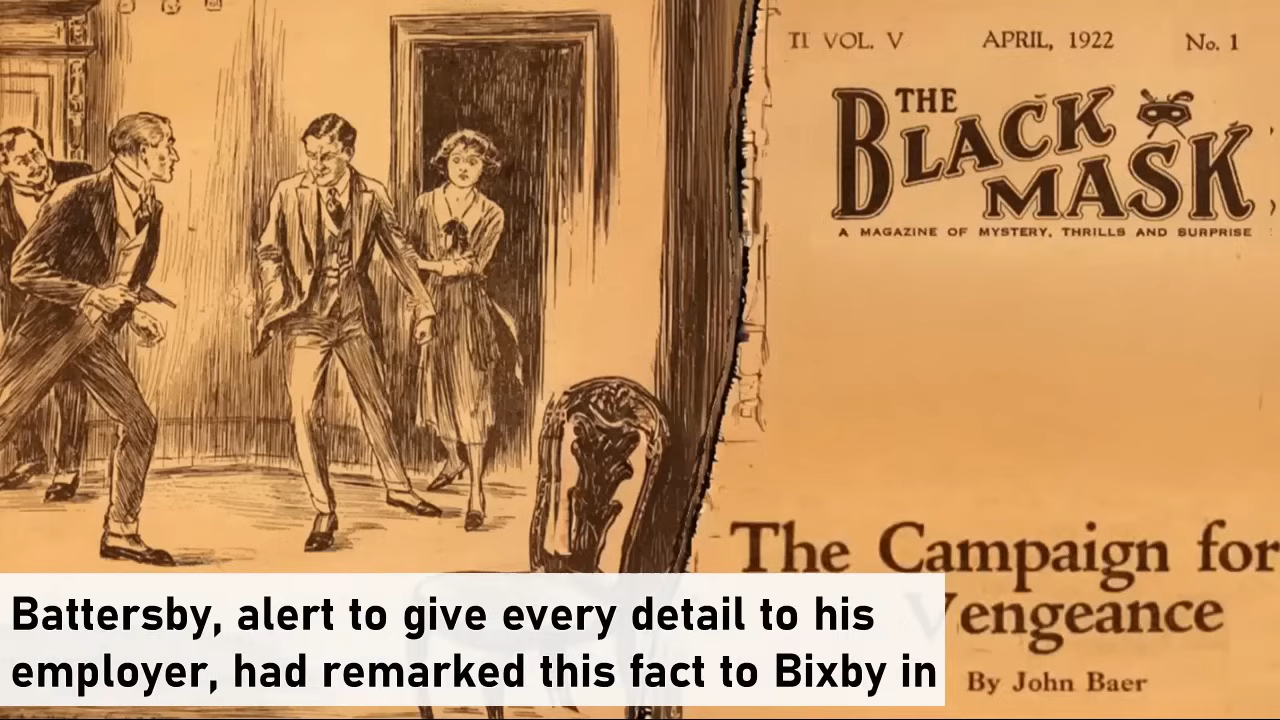 TI VOL. V APRIL, 1922 No. 1
THE
BLACK
MASK
A MAGAZINE OF MYSTERY, THRILLS AND SURPRISE
The Campaign for
Vengeance
By John Baer
Battersby, alert to give every detail to his
employer, had remarked this fact to Bixby in